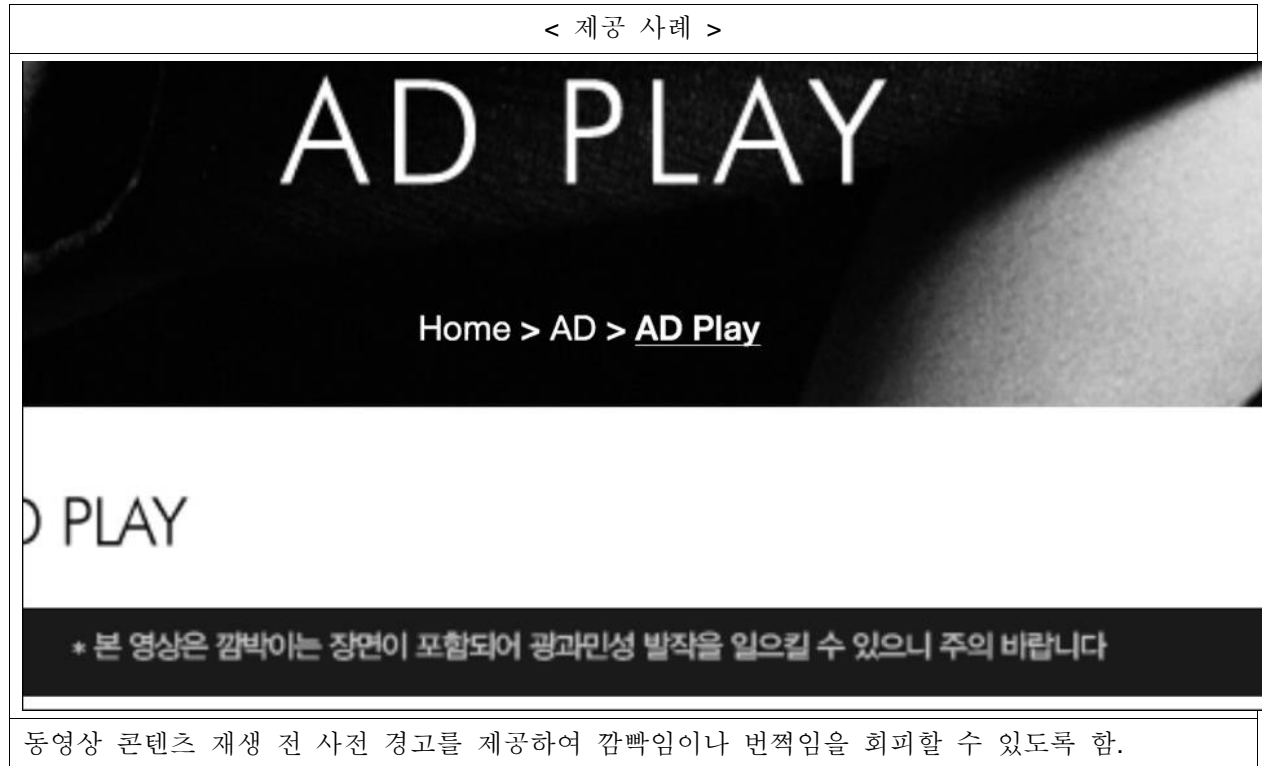 < 제공 사례 >
AD PLAY
Home > AD > AD Play
D PLAY
* 본 영상은 깜박이는 장면이 포함되어 광과민성 발작을 일으킬 수 있으니 주의 바랍니다
동영상 콘텐츠 재생 전 사전 경고를 제공하여 깜빡임이나 번쩍임을 회피할 수 있도록 함.